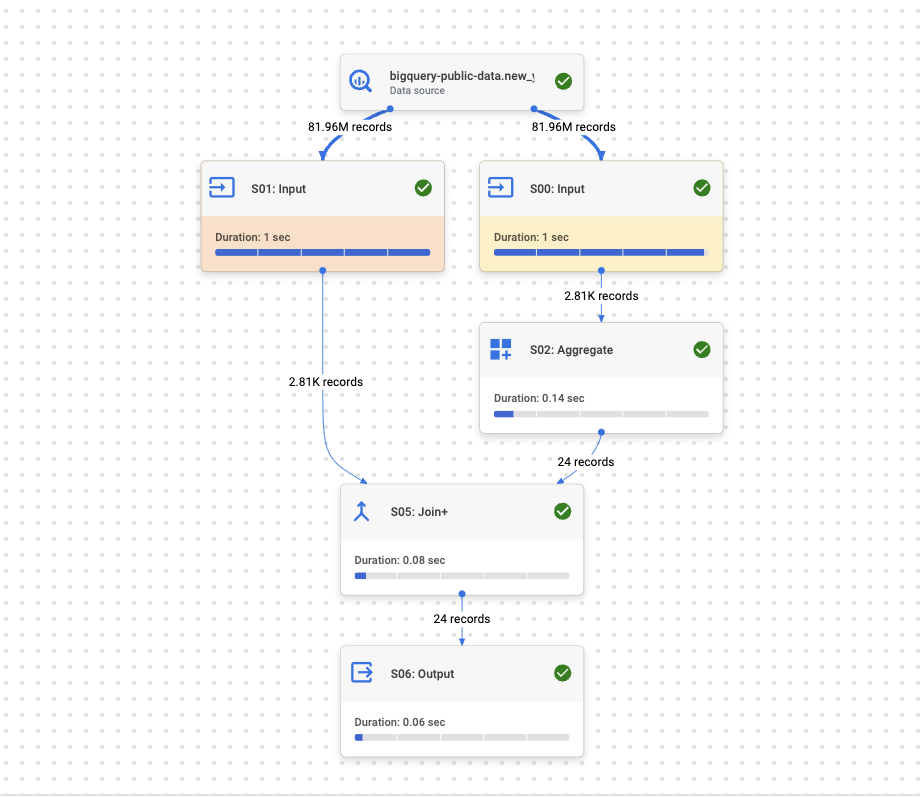 bigquery-public-data.new_
Data source
81.96M records
81.96M records
S01: Input
S00: Input
Duration: 1 sec
Duration: 1 sec
2.81K records
S02: Aggregate
2.81K records
Duration: 0.14 sec
24 records
S05: Join+
Duration: 0.08 sec
24 records
S06: Output
Duration: 0.06 sec